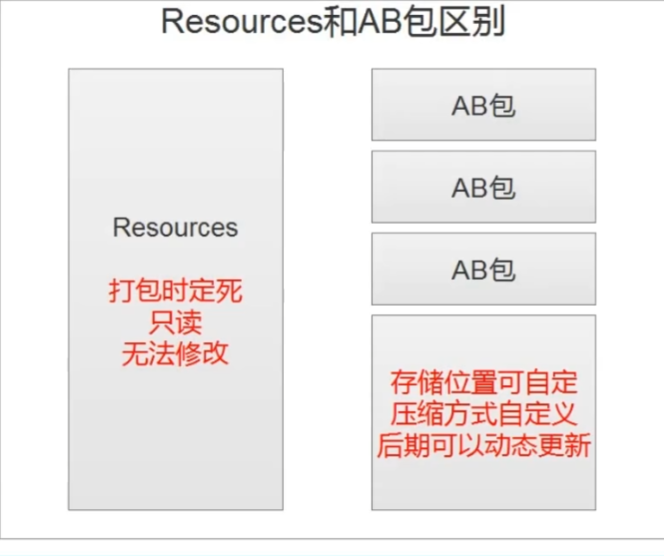 Resources和AB包区别
Resources
打包时定死
只读
无法修改
AB包
AB包
AB包
存储位置可自定
压缩方式自定义
后期可以动态更新